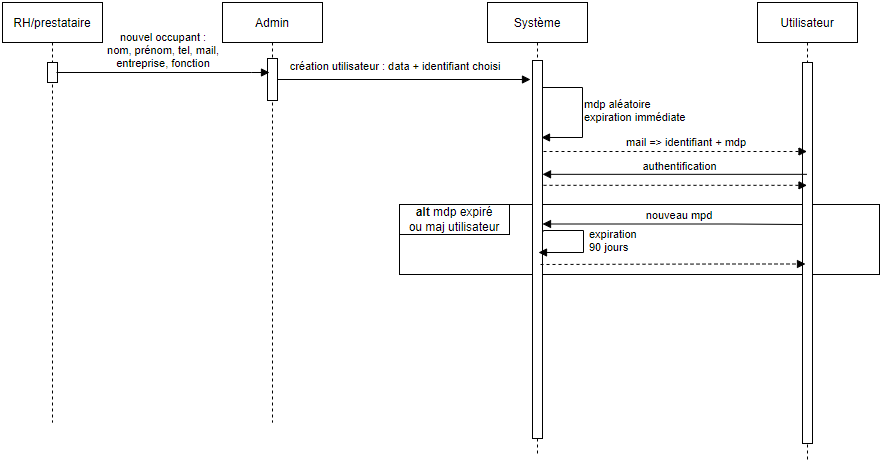 RH/prestataire
Admin
Système
Utilisateur
nouvel occupant :
nom, prénom, tel, mail,
entreprise, fonction
création utilisateur : data + identifiant choisi
mdp aléatoire
expiration immédiate
mail => identifiant + mdp
authentification
alt mdp expiré
ou maj utilisateur
nouveau mpd
expiration
90 jours